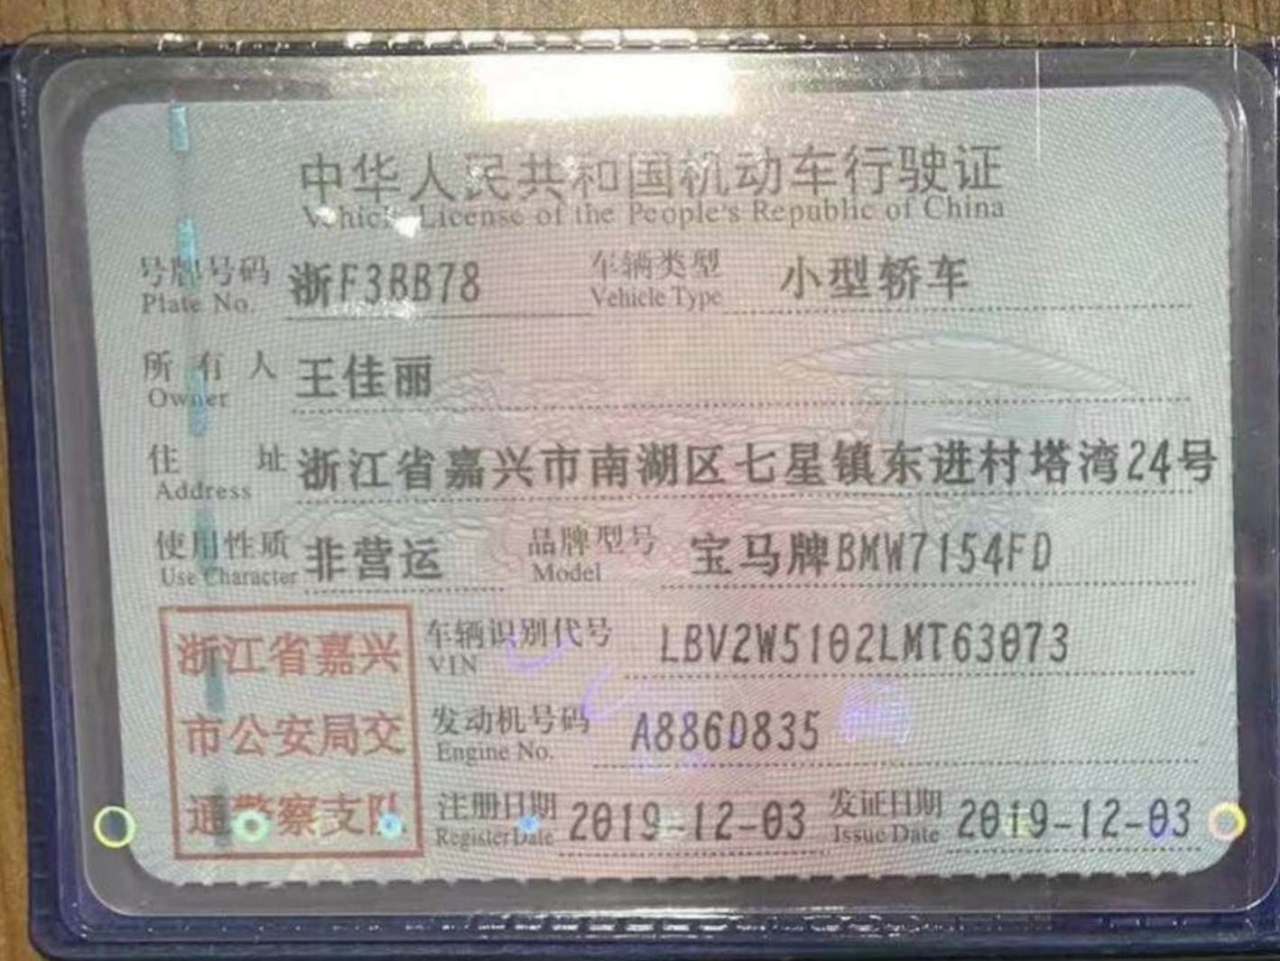 中华人民共和国机动车行驶证
Vehicle License of the People's Republic of China
号牌号码 浙F3BB78 车辆类型 小型轿车
Plate No. Vehicle Type
所有人 王佳丽
Owner
住址 浙江省嘉兴市南湖区七星镇东进村塔湾24号
Address
使用性质 非营运 品牌型号 宝马牌BMW7154FD
Use Character Model
浙江省嘉兴
市公安局交
通警察支队
车辆识别代号 LBV2W5102LMT63073
VIN
发动机号码 A886D835
Engine No.
注册日期 2019-12-03 发证日期 2019-12-03
Register Date Issue Date